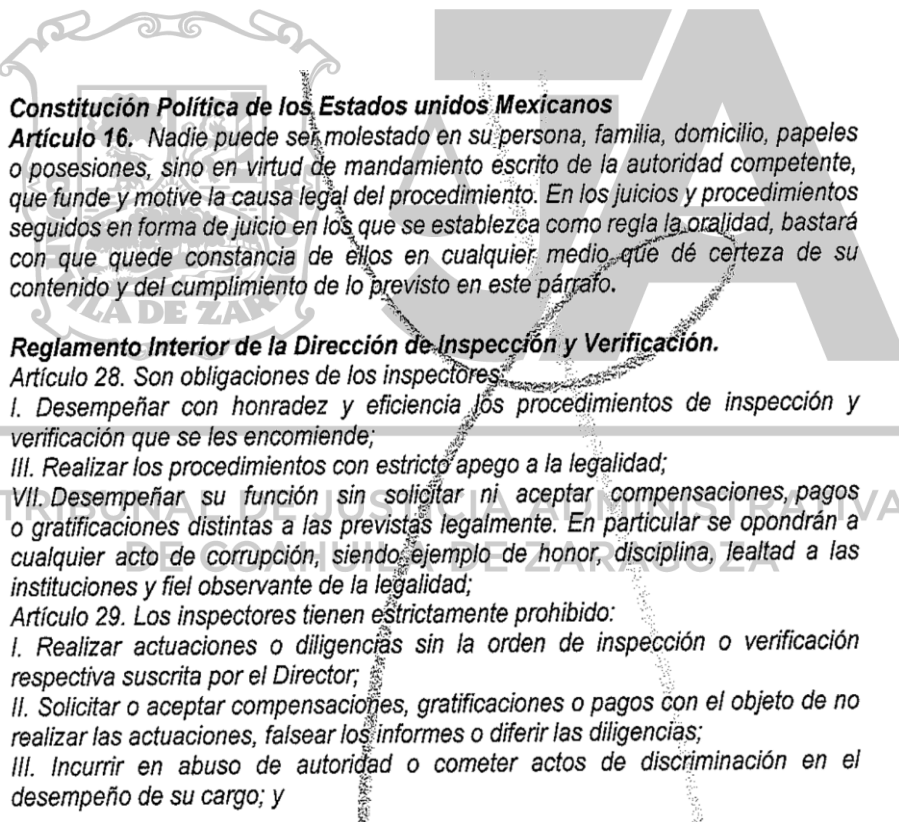 Constitución Política de los Estados unidos Mexicanos
Artículo 16. Nadie puede ser molestado en su persona, familia, domicilio, papeles
o posesiones, sino en virtud de mandamiento escrito de la autoridad competente,
que funde y motive la causa legal del procedimiento. En los juicios y procedimientos
seguidos en forma de juicio en los que se establezca como regla la oralidad, bastará
con que quede constancia de ellos en cualquier medio que dé certeza de su
contenido y del cumplimiento de lo previsto en este párrafo.
ILA DE ZAR
Reglamento Interior de la Dirección de Inspección y Verificación.
Artículo 28. Son obligaciones de los inspectores:
I. Desempeñar con honradez y eficiencia los procedimientos de inspección y
verificación que se les encomiende;
III. Realizar los procedimientos con estricto apego a la legalidad;
VII. Desempeñar su función sin solicitar ni aceptar compensaciones, pagos
TRIBUNAL DE JUSTICIA ADMINISTRATIVA
o gratificaciones distintas a las previstas legalmente. En particular se opondrán a
cualquier acto de corrupción, siendo ejemplo de honor, disciplina, lealtad a las
DE COAHUILA DE ZARAGOZA
instituciones y fiel observante de la legalidad;
Artículo 29. Los inspectores tienen estrictamente prohibido:
I. Realizar actuaciones o diligencias sin la orden de inspección o verificación
respectiva suscrita por el Director;
II. Solicitar o aceptar compensaciones, gratificaciones o pagos con el objeto de no
realizar las actuaciones, falsear los informes o diferir las diligencias;
III. Incurrir en abuso de autoridad o cometer actos de discriminación en el
desempeño de su cargo; y